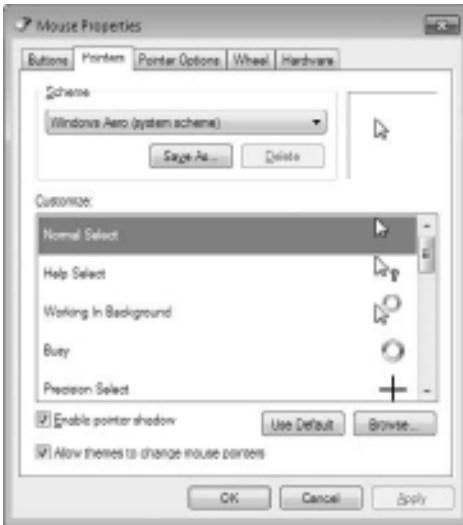 Mouse Properties
Buttons Pointers Pointer Options Wheel Hardware
Scheme
Windows Aero (system scheme)
Save As... Delete
Customize:
Normal Select
Help Select
Working In Background
Busy
Precision Select
Enable pointer shadow
Use Default Browse...
Allow themes to change mouse pointers
OK Cancel Apply